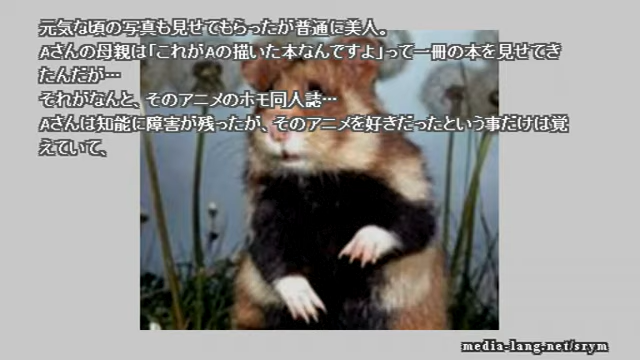 元気な頃の写真も見せてもらったが普通に美人。
Aさんの母親は「これがAの描いた本なんですよ」って一冊の本を見せてき
たんだが…
それがなんと、そのアニメのホモ同人誌…
Aさんは知能に障害が残ったが、そのアニメを好きだったという事だけは覚
えていて、
media-lang-net/srym